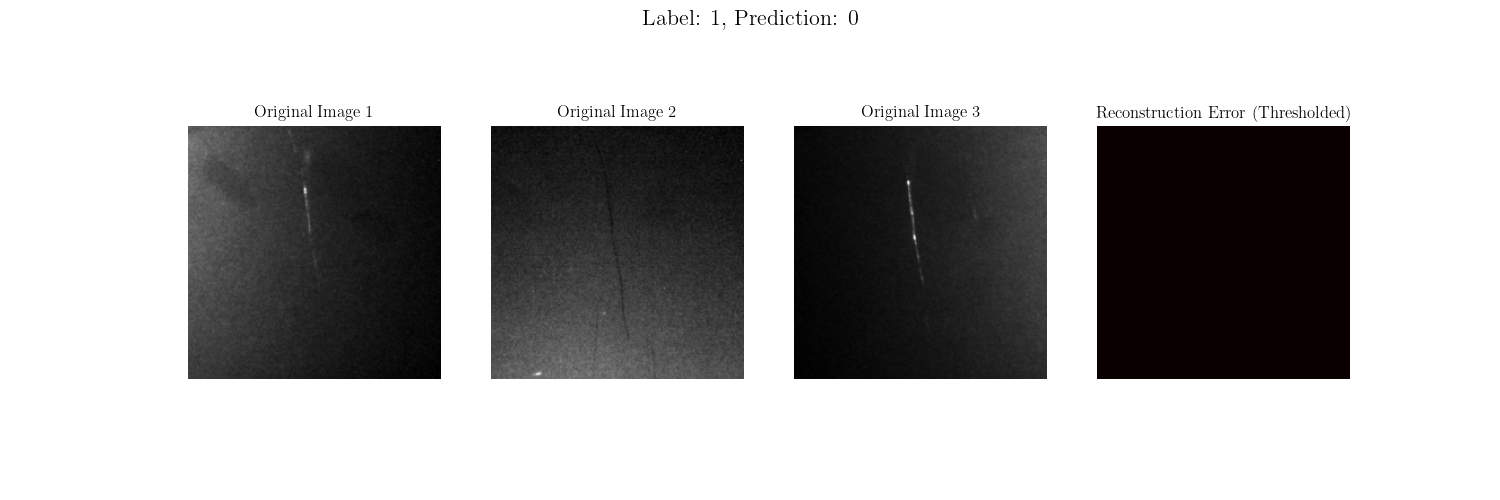 Label: 1, Prediction: 0
Original Image 1
Original Image 2
Original Image 3
Reconstruction Error (Thresholded)